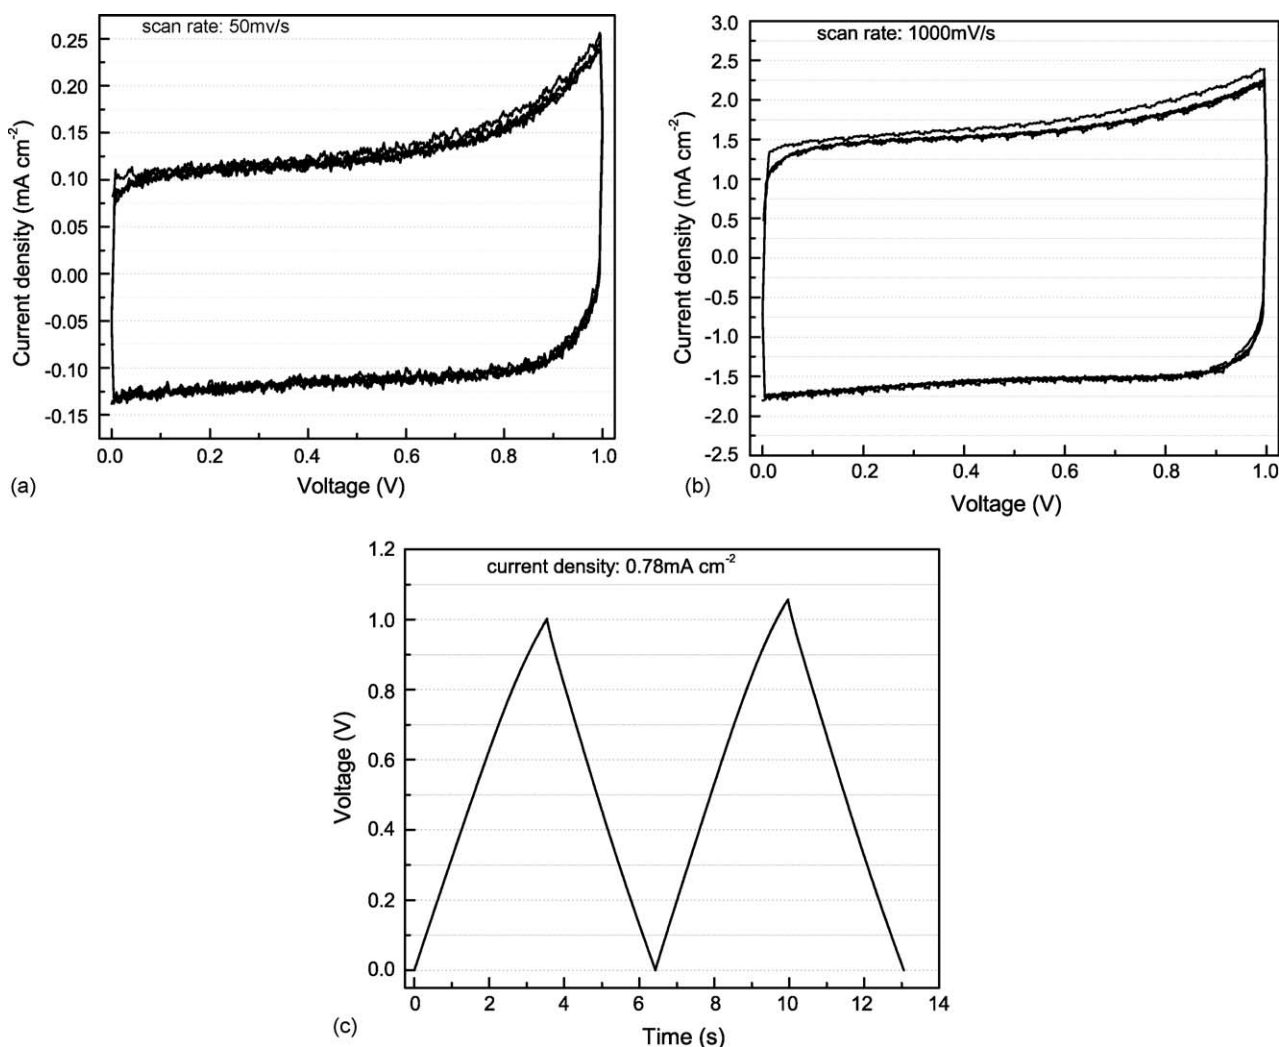 scan rate: 50mv/s
0.25
0.20
0.15
0.10
0.05
0.00
-0.05
-0.10
-0.15
Current density (mA cm-2)
0.0 0.2 0.4 0.6 0.8 1.0
Voltage (V)
(a)
scan rate: 1000mV/s
3.0
2.5
2.0
1.5
1.0
0.5
0.0
-0.5
-1.0
-1.5
-2.0
-2.5
Current density (mA cm-2)
0.0 0.2 0.4 0.6 0.8 1.0
Voltage (V)
(b)
current density: 0.78mA cm-2
1.2
1.0
0.8
0.6
0.4
0.2
0.0
Voltage (V)
0 2 4 6 8 10 12 14
Time (s)
(c)